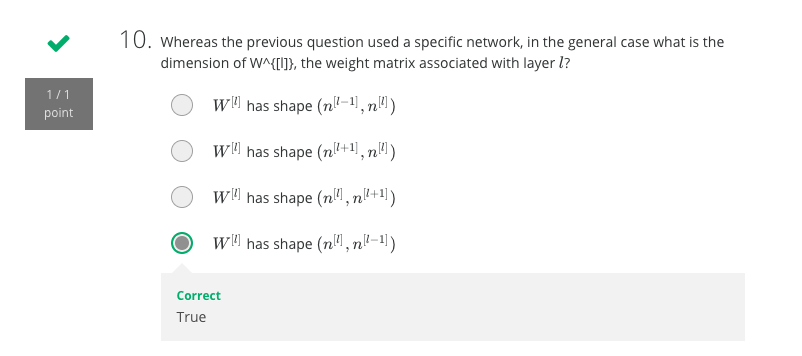 10. Whereas the previous question used a specific network, in the general case what is the
dimension of W^{[l]}, the weight matrix associated with layer l?
1 / 1
point
W^[l] has shape (n^[l−1], n^[l])
W^[l] has shape (n^[l+1], n^[l])
W^[l] has shape (n^[l], n^[l+1])
W^[l] has shape (n^[l], n^[l−1])
Correct
True